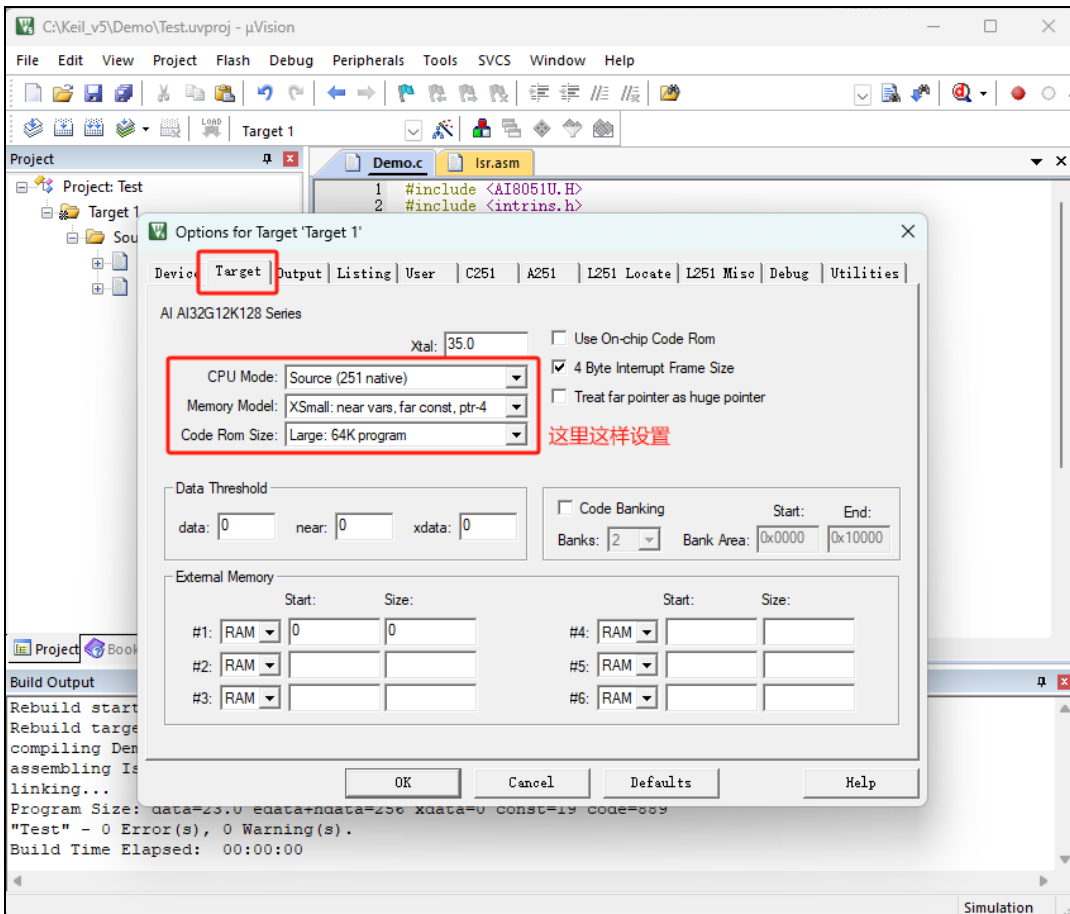 C:\Keil_v5\Demo\Test.uvproj - µVision
File Edit View Project Flash Debug Peripherals Tools SVCS Window Help
LOAD
Target 1
Project
Demo.c Isr.asm
Project: Test
1 #include <AI8051U.H>
2 #include <intrins.h>
Target 1
Sou
Options for Target 'Target 1'
Device Target Output Listing User C251 A251 L251 Locate L251 Misc Debug Utilities
AI AI32G12K128 Series
Xtal: 35.0
Use On-chip Code Rom
CPU Mode: Source (251 native)
4 Byte Interrupt Frame Size
Memory Model: XSmall: near vars, far const, ptr-4
Treat far pointer as huge pointer
Code Rom Size: Large: 64K program
这里这样设置
Data Threshold
data: 0 near: 0 xdata: 0
Code Banking Start: End:
Banks: 2 Bank Area: 0x0000 0x10000
External Memory
Start: Size: Start: Size:
#1: RAM 0 0 #4: RAM
#2: RAM #5: RAM
#3: RAM #6: RAM
OK Cancel Defaults Help
Project Book
Build Output
Rebuild start
Rebuild targe
compiling Dem
assembling Is
linking...
Program Size: data=23.0 edata+hdata=256 xdata=0 const=19 code=889
"Test" - 0 Error(s), 0 Warning(s).
Build Time Elapsed: 00:00:00
Simulation